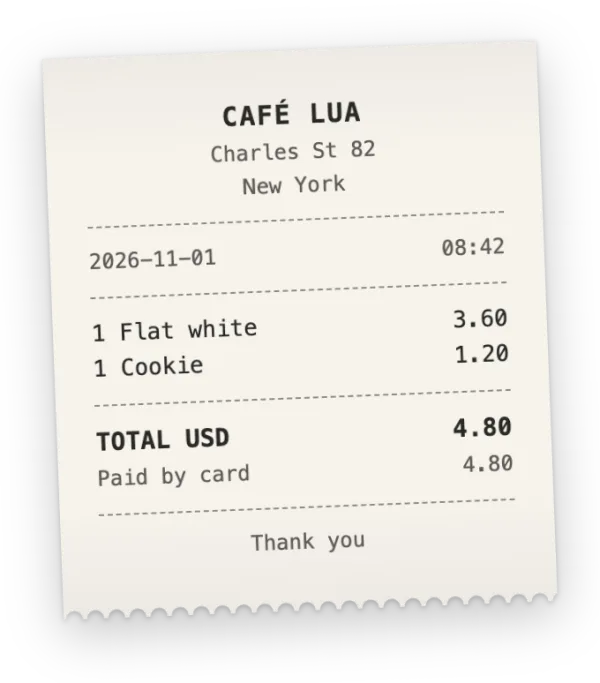 CAFÉ LUA
Charles St 82
New York
2026-11-01 08:42
1 Flat white 3.60
1 Cookie 1.20
TOTAL USD 4.80
Paid by card 4.80
Thank you